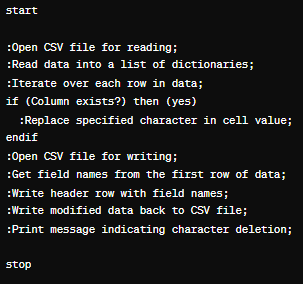 start
:Open CSV file for reading;
:Read data into a list of dictionaries;
:Iterate over each row in data;
if (Column exists?) then (yes)
:Replace specified character in cell value;
endif
:Open CSV file for writing;
:Get field names from the first row of data;
:Write header row with field names;
:Write modified data back to CSV file;
:Print message indicating character deletion;
stop